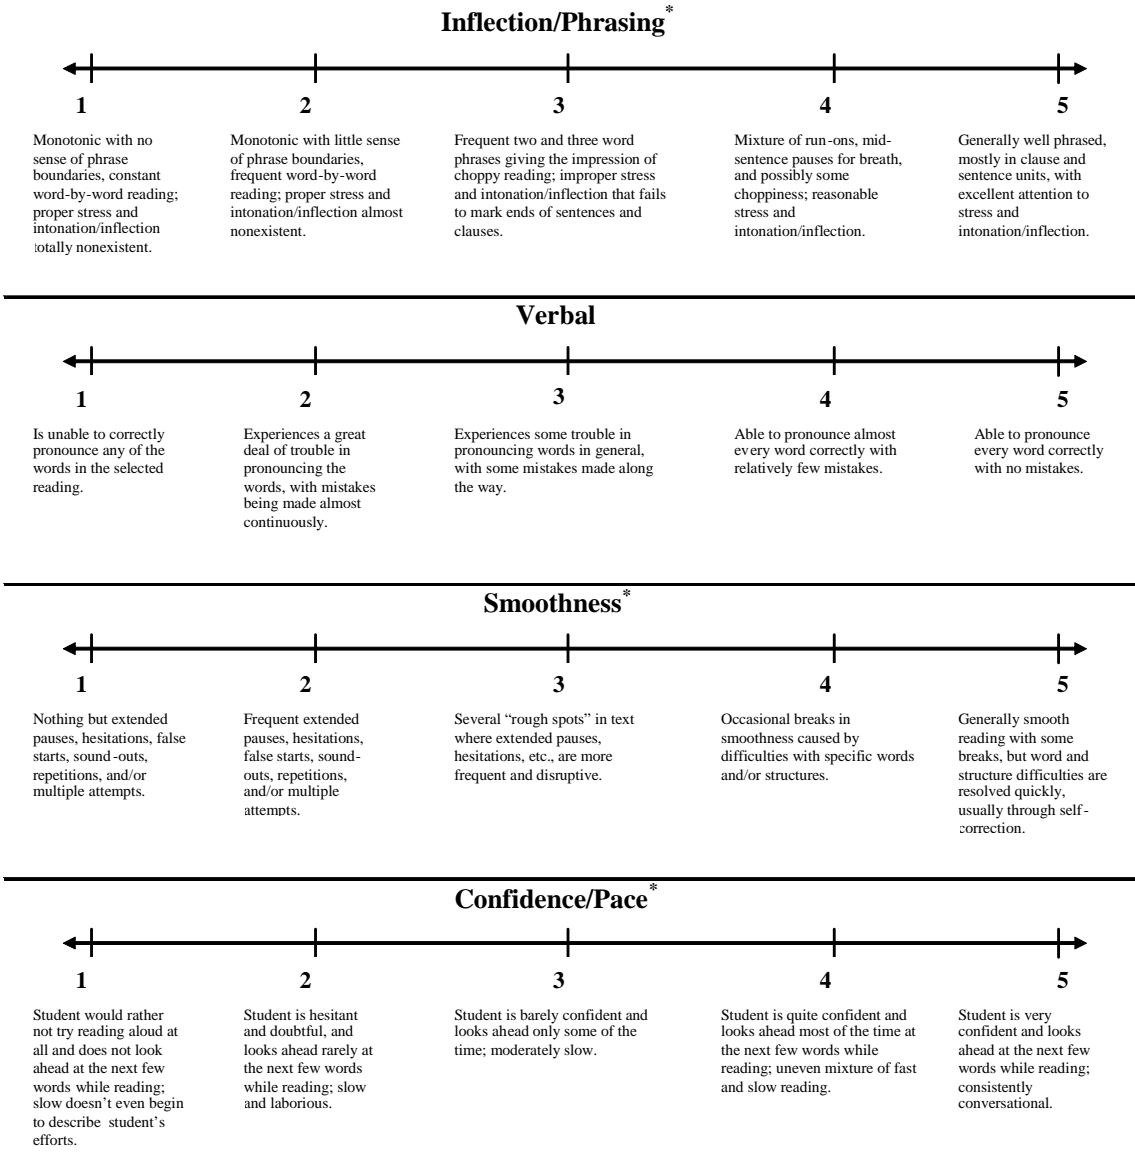 Inflection/Phrasing*
1
2
3
4
5
Monotonic with no
sense of phrase
boundaries, constant
word-by-word reading;
proper stress and
intonation/inflection
totally nonexistent.
Monotonic with little sense
of phrase boundaries,
frequent word-by-word
reading; proper stress and
intonation/inflection almost
nonexistent.
Frequent two and three word
phrases giving the impression of
choppy reading; improper stress
and intonation/inflection that fails
to mark ends of sentences and
clauses.
Mixture of run-ons, mid-
sentence pauses for breath,
and possibly some
choppiness; reasonable
stress and
intonation/inflection.
Generally well phrased,
mostly in clause and
sentence units, with
excellent attention to
stress and
intonation/inflection.
Verbal
1
2
3
4
5
Is unable to correctly
pronounce any of the
words in the selected
reading.
Experiences a great
deal of trouble in
pronouncing the
words, with mistakes
being made almost
continuously.
Experiences some trouble in
pronouncing words in general,
with some mistakes made along
the way.
Able to pronounce almost
every word correctly with
relatively few mistakes.
Able to pronounce
every word correctly
with no mistakes.
Smoothness*
1
2
3
4
5
Nothing but extended
pauses, hesitations, false
starts, sound-outs,
repetitions, and/or
multiple attempts.
Frequent extended
pauses, hesitations,
false starts, sound-
outs, repetitions,
and/or multiple
attempts.
Several “rough spots” in text
where extended pauses,
hesitations, etc., are more
frequent and disruptive.
Occasional breaks in
smoothness caused by
difficulties with specific words
and/or structures.
Generally smooth
reading with some
breaks, but word and
structure difficulties are
resolved quickly,
usually through self-
correction.
Confidence/Pace*
1
2
3
4
5
Student would rather
not try reading aloud at
all and does not look
ahead at the next few
words while reading;
slow doesn’t even begin
to describe student’s
efforts.
Student is hesitant
and doubtful, and
looks ahead rarely at
the next few words
while reading; slow
and laborious.
Student is barely confident and
looks ahead only some of the
time; moderately slow.
Student is quite confident and
looks ahead most of the time at
the next few words while
reading; uneven mixture of fast
and slow reading.
Student is very
confident and looks
ahead at the next few
words while reading;
consistently
conversational.